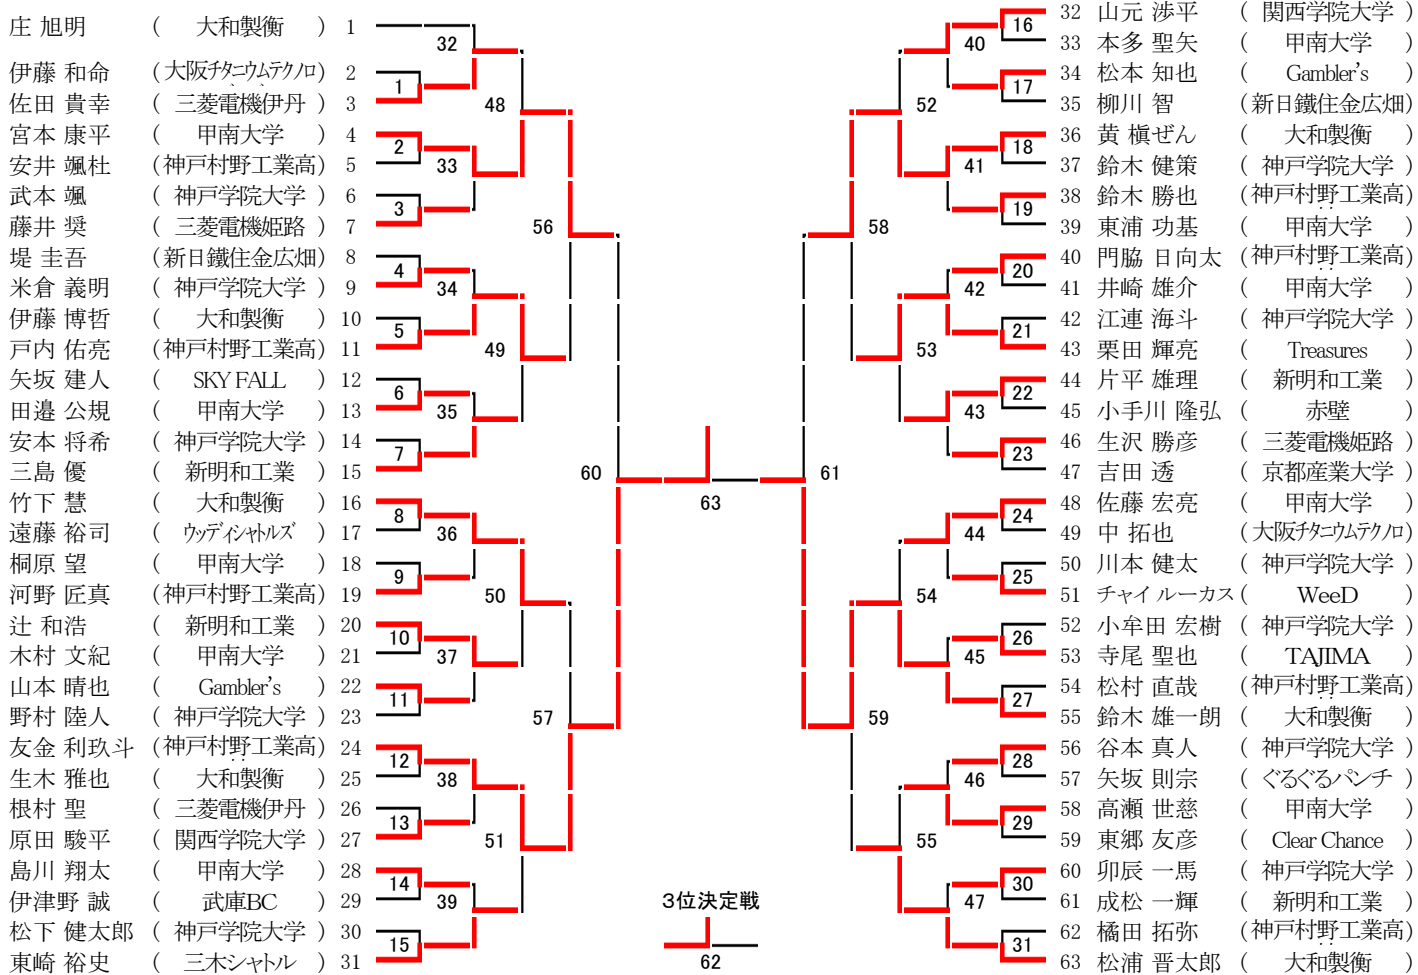 庄 旭明 ( 大和製衡 ) 1
伊藤 和命 (大阪チタニウムテクノロ) 2
佐田 貴幸 ( 三菱電機伊丹 ) 3
宮本 康平 ( 甲南大学 ) 4
安井 颯杜 (神戸村野工業高) 5
武本 颯 ( 神戸学院大学 ) 6
藤井 奨 ( 三菱電機姫路 ) 7
堤 圭吾 (新日鐵住金広畑) 8
米倉 義明 ( 神戸学院大学 ) 9
伊藤 博哲 ( 大和製衡 ) 10
戸内 佑亮 (神戸村野工業高) 11
矢坂 建人 ( SKY FALL ) 12
田邉 公規 ( 甲南大学 ) 13
安本 将希 ( 神戸学院大学 ) 14
三島 優 ( 新明和工業 ) 15
竹下 慧 ( 大和製衡 ) 16
遠藤 裕司 ( ウッディシャトルズ ) 17
桐原 望 ( 甲南大学 ) 18
河野 匠真 (神戸村野工業高) 19
辻 和浩 ( 新明和工業 ) 20
木村 文紀 ( 甲南大学 ) 21
山本 晴也 ( Gambler's ) 22
野村 陸人 ( 神戸学院大学 ) 23
友金 利玖斗 (神戸村野工業高) 24
生木 雅也 ( 大和製衡 ) 25
根村 聖 ( 三菱電機伊丹 ) 26
原田 駿平 ( 関西学院大学 ) 27
島川 翔太 ( 甲南大学 ) 28
伊津野 誠 ( 武庫BC ) 29
松下 健太郎 ( 神戸学院大学 ) 30
東崎 裕史 ( 三木シャトル ) 31
1
2
3
4
5
6
7
8
9
10
11
12
13
14
15
32
33
34
35
36
37
38
39
48
49
50
51
56
57
60
63
3位決定戦
62
61
58
59
52
53
54
55
40
41
42
43
44
45
46
47
16
17
18
19
20
21
22
23
24
25
26
27
28
29
30
31
32 山元 渉平 ( 関西学院大学 )
33 本多 聖矢 ( 甲南大学 )
34 松本 知也 ( Gambler's )
35 柳川 智 (新日鐵住金広畑)
36 黄 槇ぜん ( 大和製衡 )
37 鈴木 健策 ( 神戸学院大学 )
38 鈴木 勝也 (神戸村野工業高)
39 東浦 功基 ( 甲南大学 )
40 門脇 日向太 (神戸村野工業高)
41 井崎 雄介 ( 甲南大学 )
42 江連 海斗 ( 神戸学院大学 )
43 栗田 輝亮 ( Treasures )
44 片平 雄理 ( 新明和工業 )
45 小手川 隆弘 ( 赤壁 )
46 生沢 勝彦 ( 三菱電機姫路 )
47 吉田 透 ( 京都産業大学 )
48 佐藤 宏亮 ( 甲南大学 )
49 中 拓也 (大阪チタニウムテクノロ)
50 川本 健太 ( 神戸学院大学 )
51 チャイ ルーカス ( WeeD )
52 小牟田 宏樹 ( 神戸学院大学 )
53 寺尾 聖也 ( TAJIMA )
54 松村 直哉 (神戸村野工業高)
55 鈴木 雄一朗 ( 大和製衡 )
56 谷本 真人 ( 神戸学院大学 )
57 矢坂 則宗 ( ぐるぐるパンチ )
58 高瀬 世慈 ( 甲南大学 )
59 東郷 友彦 ( Clear Chance )
60 卯辰 一馬 ( 神戸学院大学 )
61 成松 一輝 ( 新明和工業 )
62 橘田 拓弥 (神戸村野工業高)
63 松浦 晋太郎 ( 大和製衡 )